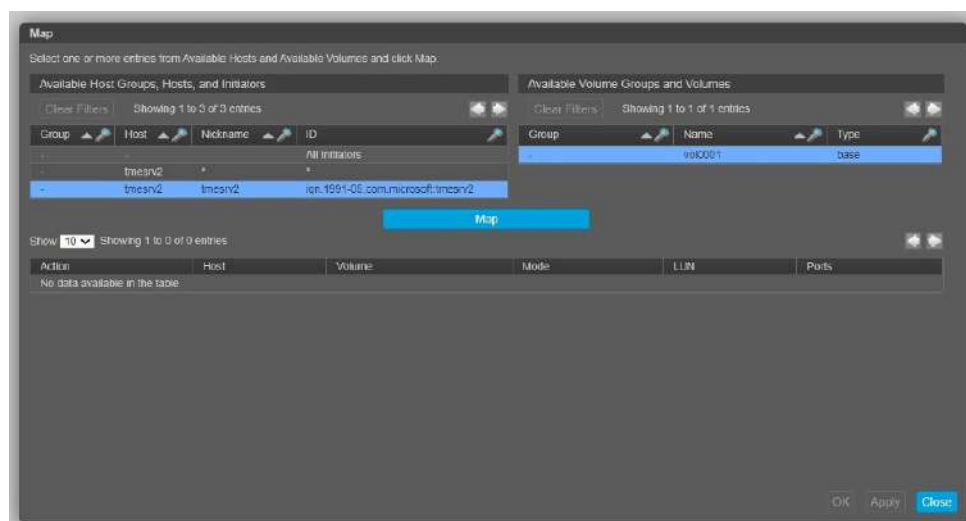 Map
Select one or more entries from Available Hosts and Available Volumes and click Map.
Available Host Groups, Hosts, and Initiators
Available Volume Groups and Volumes
Clear Filters Showing 1 to 3 of 3 entries
Clear Filters Showing 1 to 1 of 1 entries
Group Host Nickname ID
Group Name Type
- - All Initiators
- vol0001 base
- tmesrv2 * *
- tmesrv2 tmesrv2 iqn.1991-05.com.microsoft:tmesrv2
Map
Show 10 Showing 1 to 0 of 0 entries
Action Host Volume Mode LUN Ports
No data available in the table
OK Apply Close